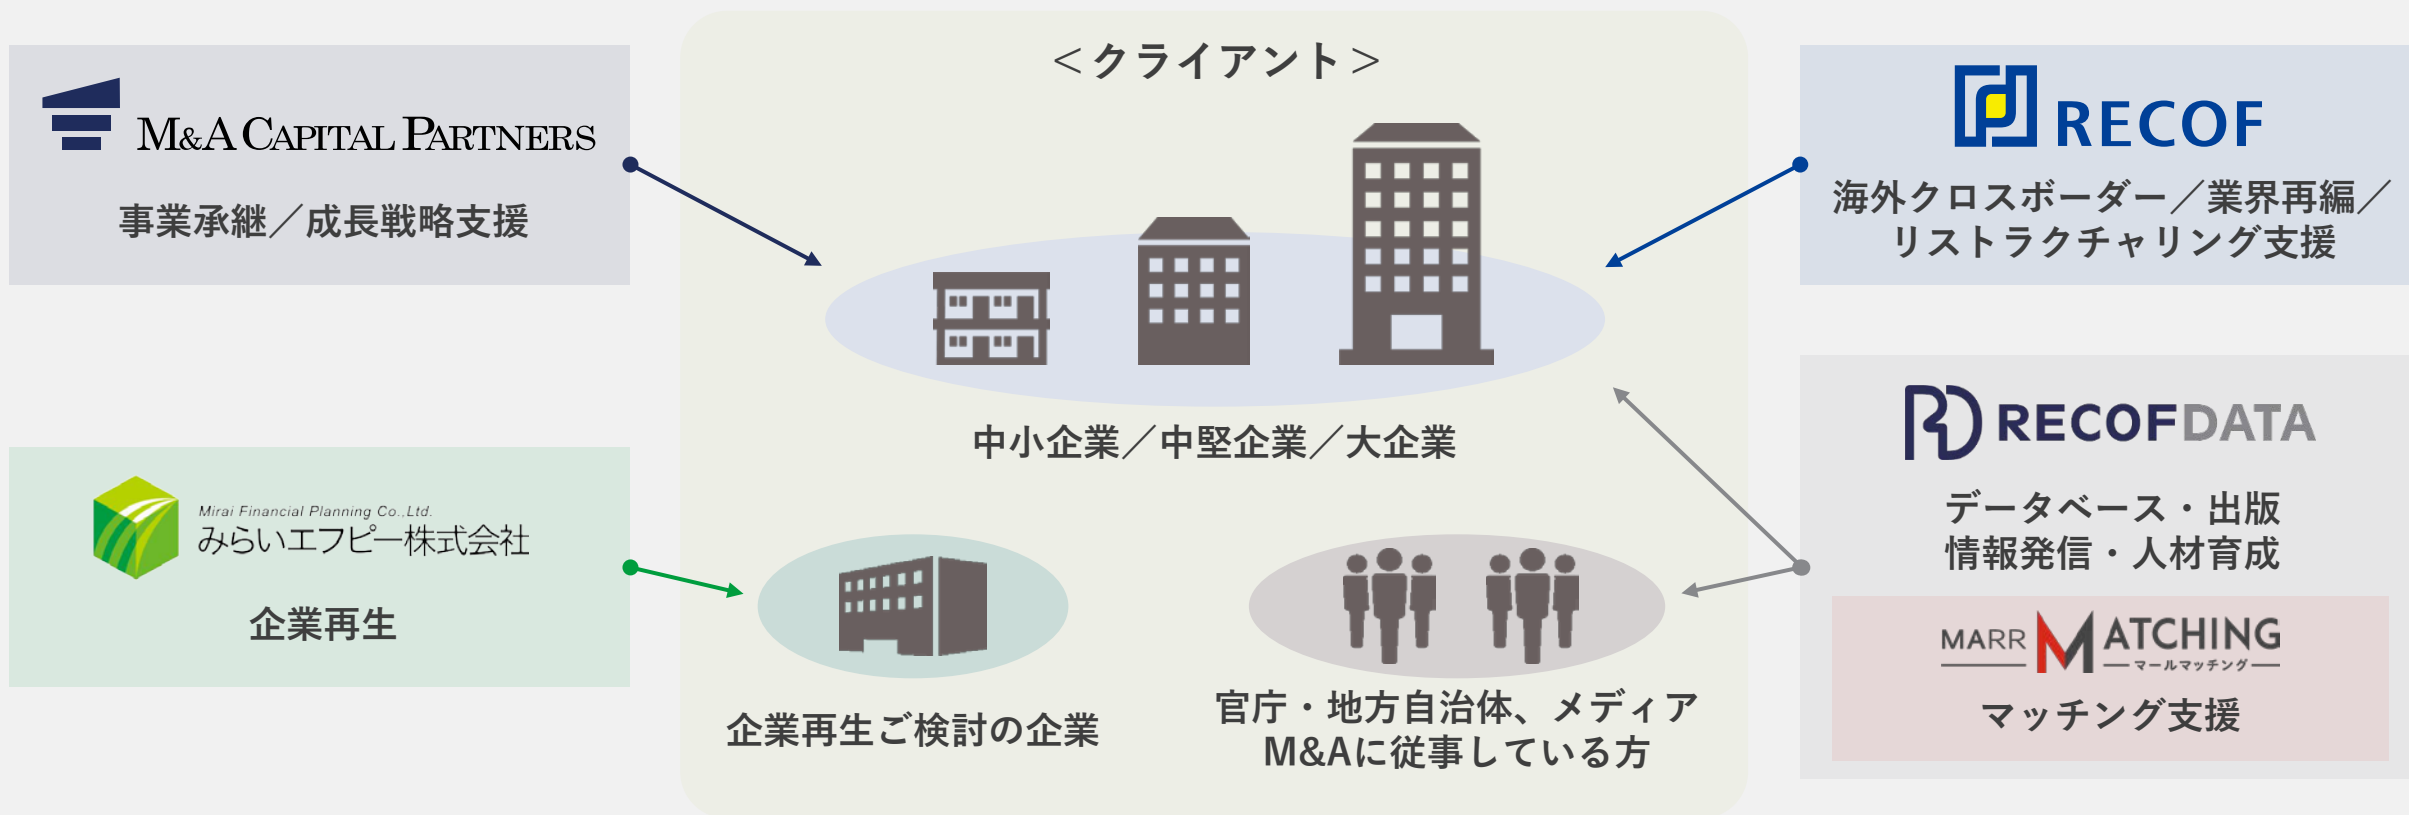 M&A CAPITAL PARTNERS
事業承継／成長戦略支援
Mirai Financial Planning Co.,Ltd.
みらいエフピー株式会社
企業再生
＜クライアント＞
中小企業／中堅企業／大企業
企業再生ご検討の企業
官庁・地方自治体、メディア
M&Aに従事している方
RECOF
海外クロスボーダー／業界再編／
リストラクチャリング支援
RECOFDATA
データベース・出版
情報発信・人材育成
MARR MATCHING
マールマッチング
マッチング支援